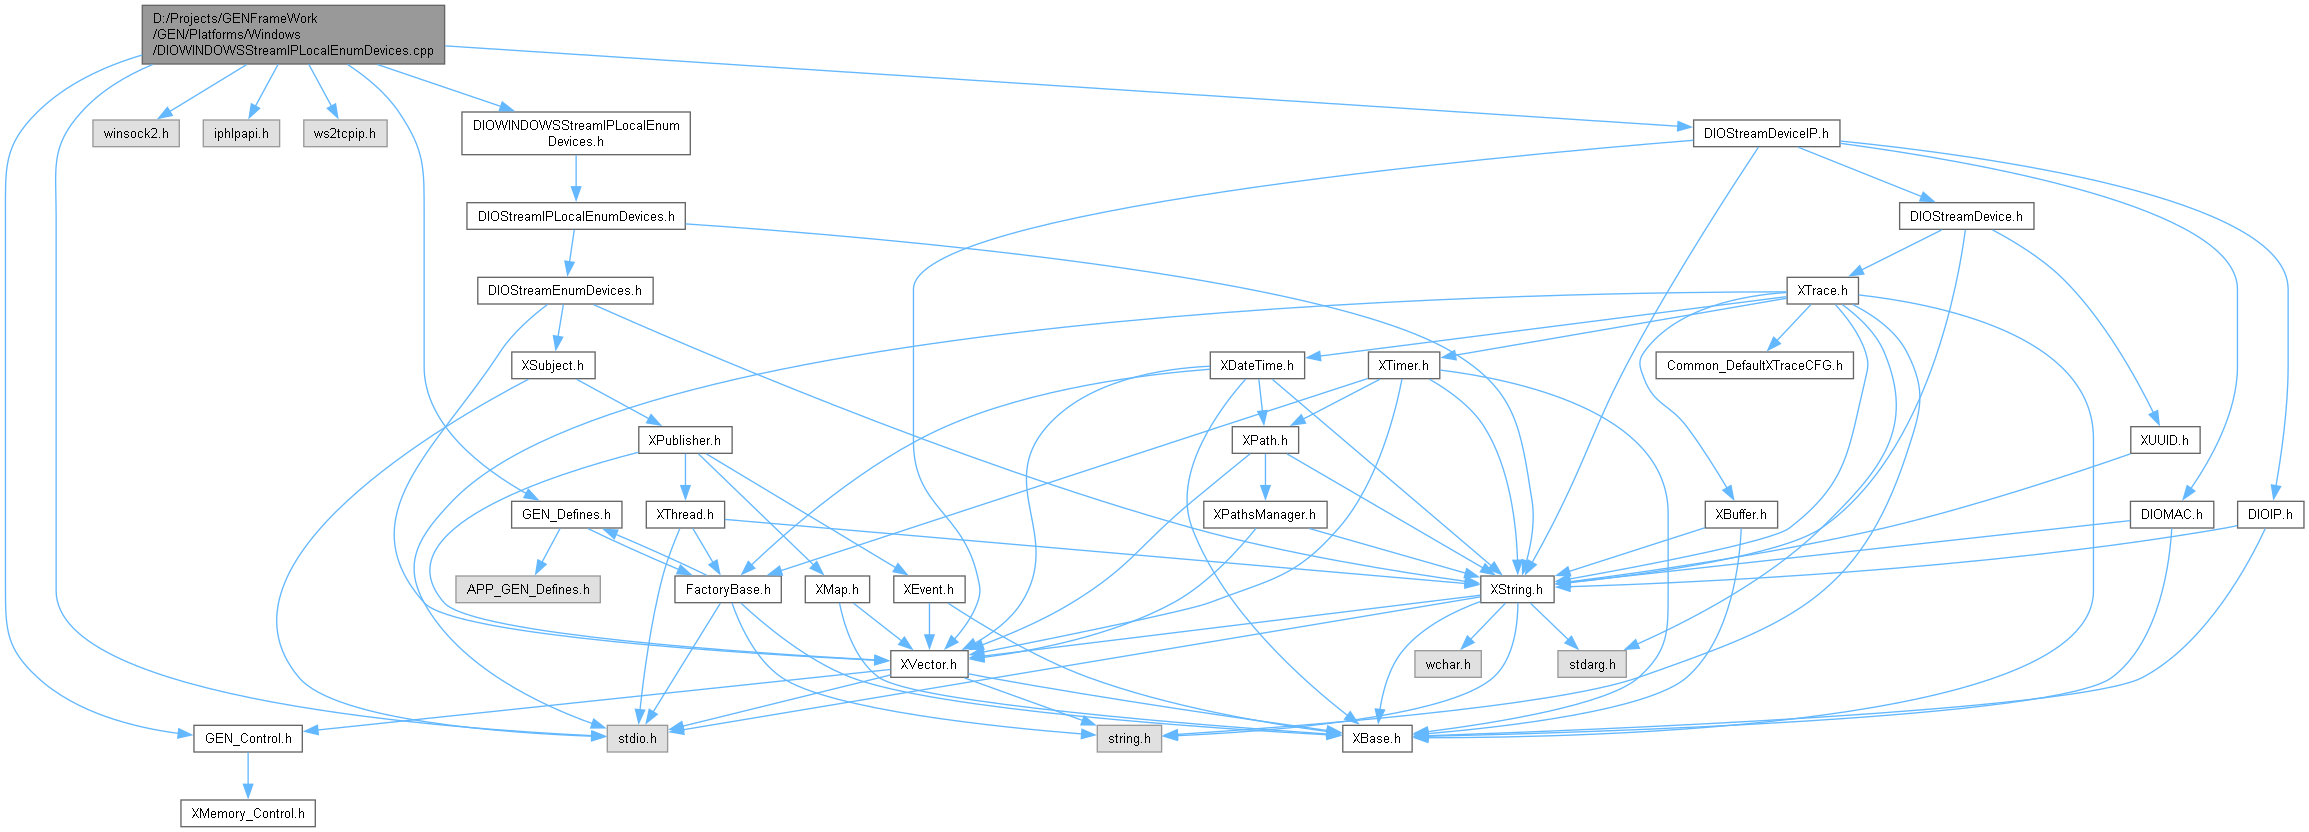 D:/Projects/GENFrameWork
/GEN/Platforms/Windows
/DIOWINDOWSStreamIPLocalEnumDevices.cpp
winsock2.h
iphlpapi.h
ws2tcpip.h
DIOWINDOWSStreamIPLocalEnum
Devices.h
DIOStreamDeviceIP.h
DIOStreamIPLocalEnumDevices.h
DIOStreamDevice.h
DIOStreamEnumDevices.h
XTrace.h
XSubject.h
XDateTime.h
XTimer.h
Common_DefaultXTraceCFG.h
XPublisher.h
XPath.h
XUUID.h
GEN_Defines.h
XThread.h
XPathsManager.h
XBuffer.h
DIOMAC.h
DIOIP.h
APP_GEN_Defines.h
FactoryBase.h
XMap.h
XEvent.h
XString.h
XVector.h
wchar.h
stdarg.h
GEN_Control.h
stdio.h
string.h
XBase.h
XMemory_Control.h